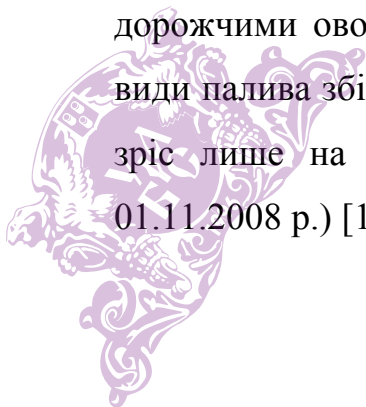 дорожчими ово
види палива збі
зріс лише на
01.11.2008 р.) [1